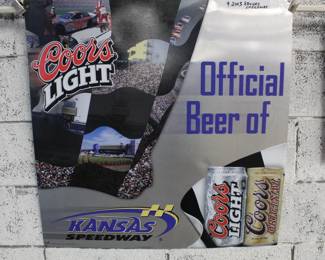 Coors
LIGHT
Official
Beer of
KANSAS
SPEEDWAY
Coors
LIGHT
Coors